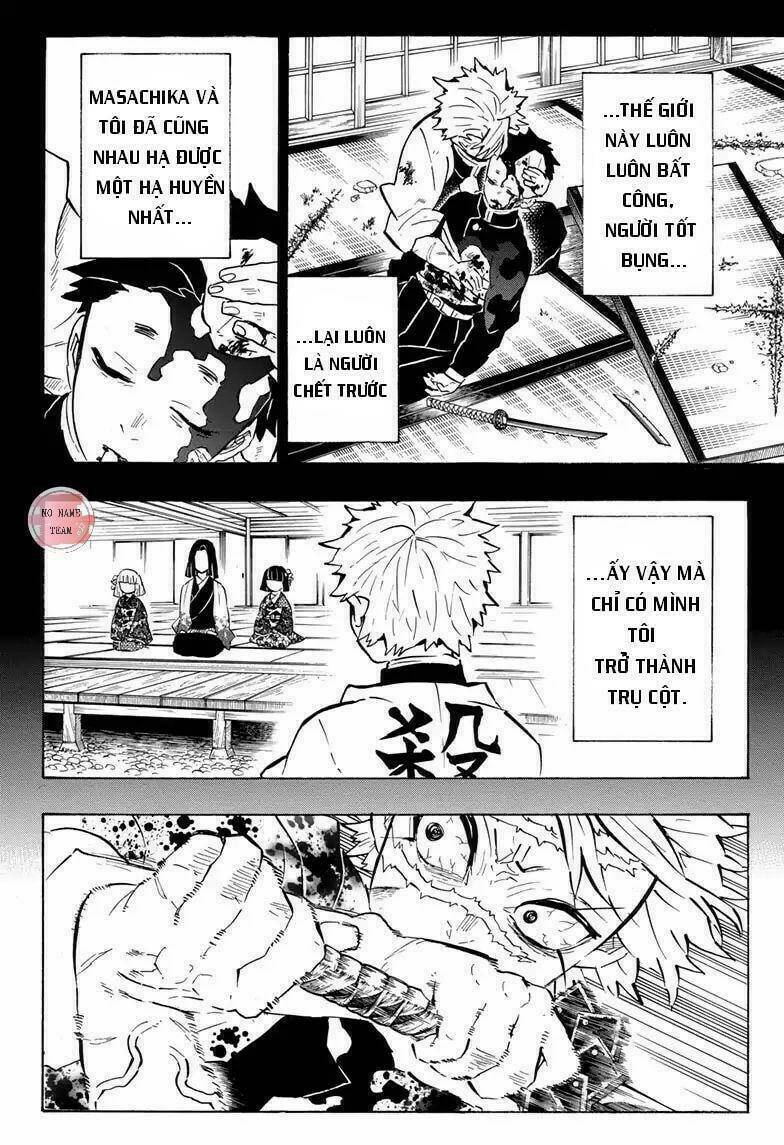 ...THẾ GIỚI
NÀY LUÔN
LUÔN BẤT
CÔNG,
NGƯỜI TỐT
BỤNG...
...LẠI LUÔN
LÀ NGƯỜI
CHẾT TRƯỚC
MASACHIKA VÀ
TÔI ĐÃ CŨNG
NHAU HẠ ĐƯỢC
MỘT HẠ HUYỀN
NHẤT...
NO NAME
TEAM
...ẤY VẬY MÀ
CHỈ CÓ MÌNH
TÔI
TRỞ THÀNH
TRỤ CỘT.
殺